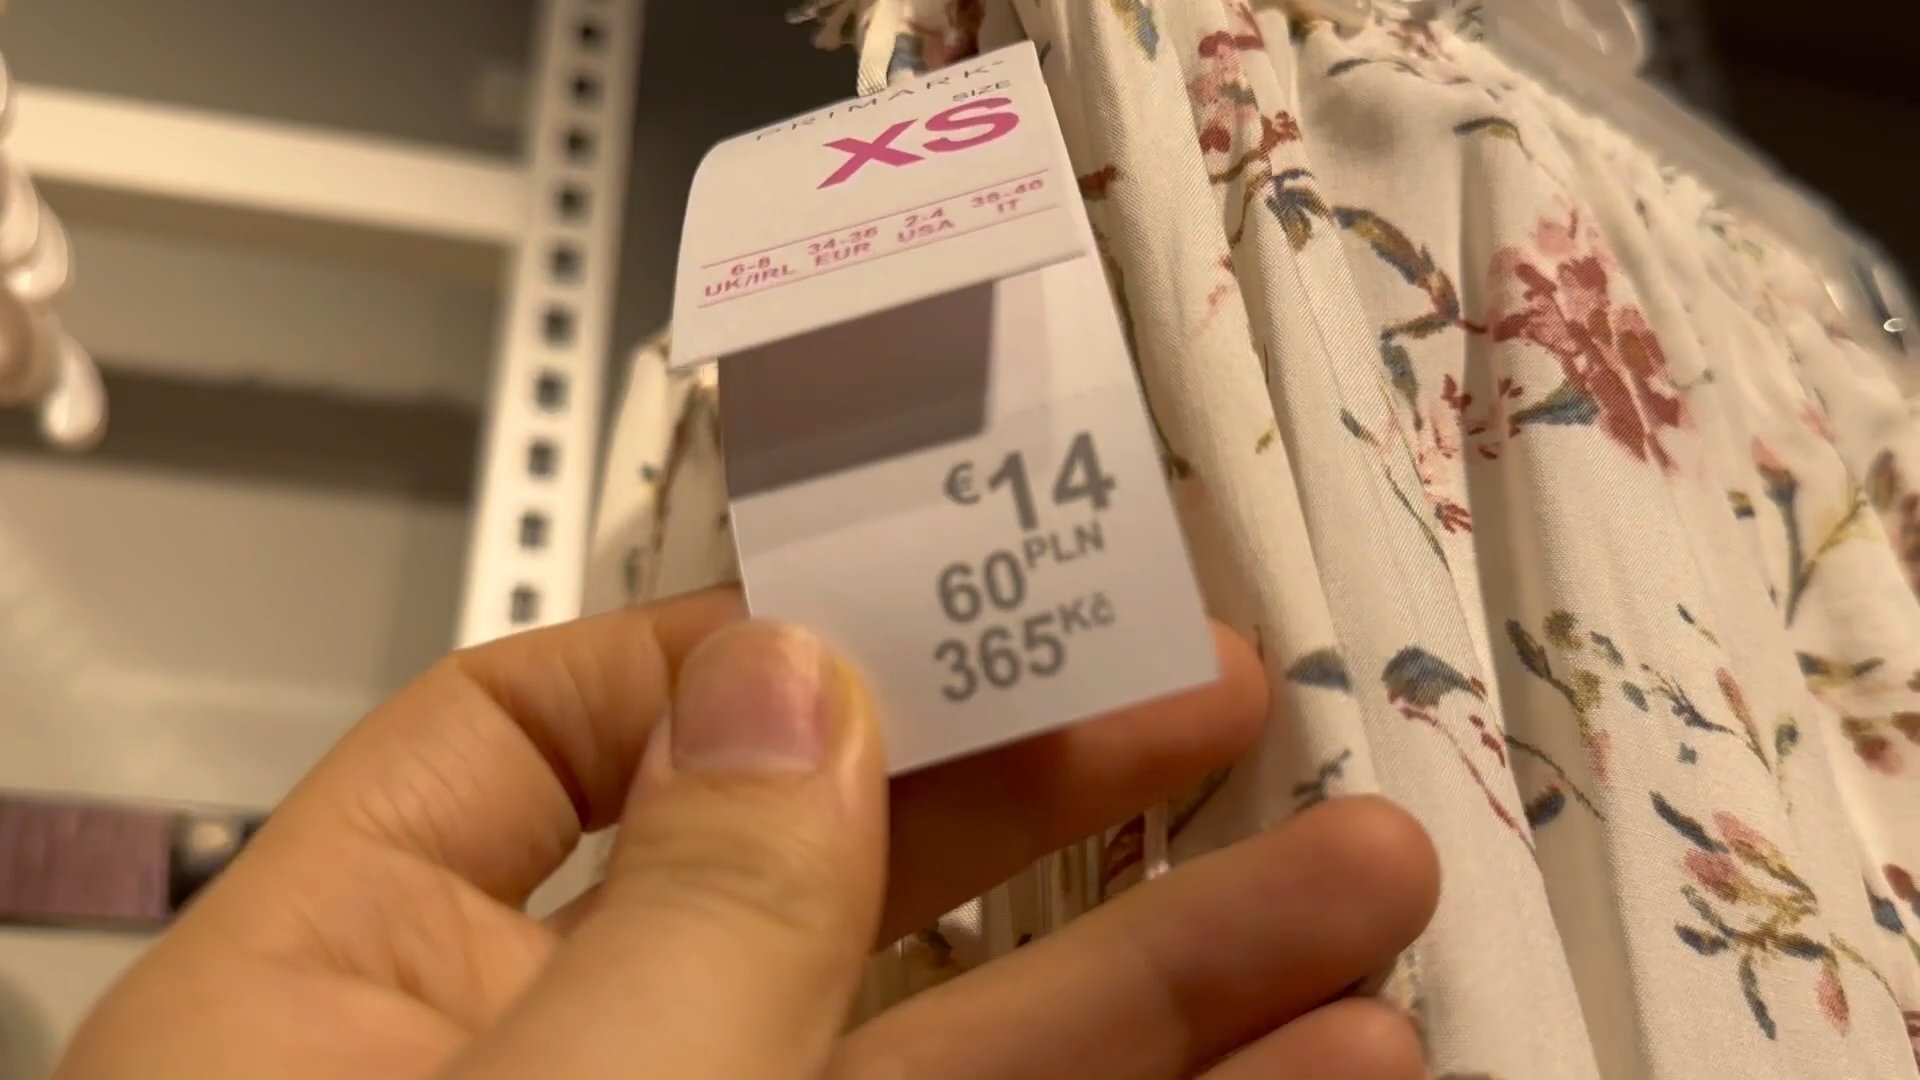 PRIMARK
SIZE
XS
6-8 34-36 2-4 38-40
UK/IRL EUR USA IT
€14
60PLN
365Kč